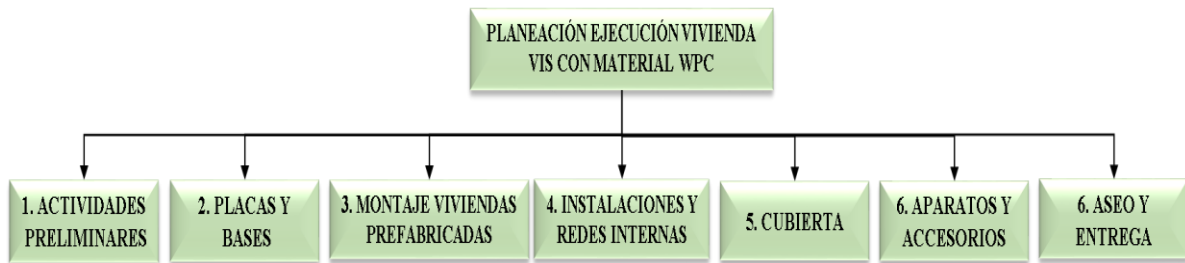 PLANEACIÓN EJECUCIÓN VIVIENDA
VIS CON MATERIAL WPC
1. ACTIVIDADES
PRELIMINARES
2. PLACAS Y
BASES
3. MONTAJE VIVIENDAS
PREFABRICADAS
4. INSTALACIONES Y
REDES INTERNAS
5. CUBIERTA
6. APARATOS Y
ACCESORIOS
6. ASEO Y
ENTREGA